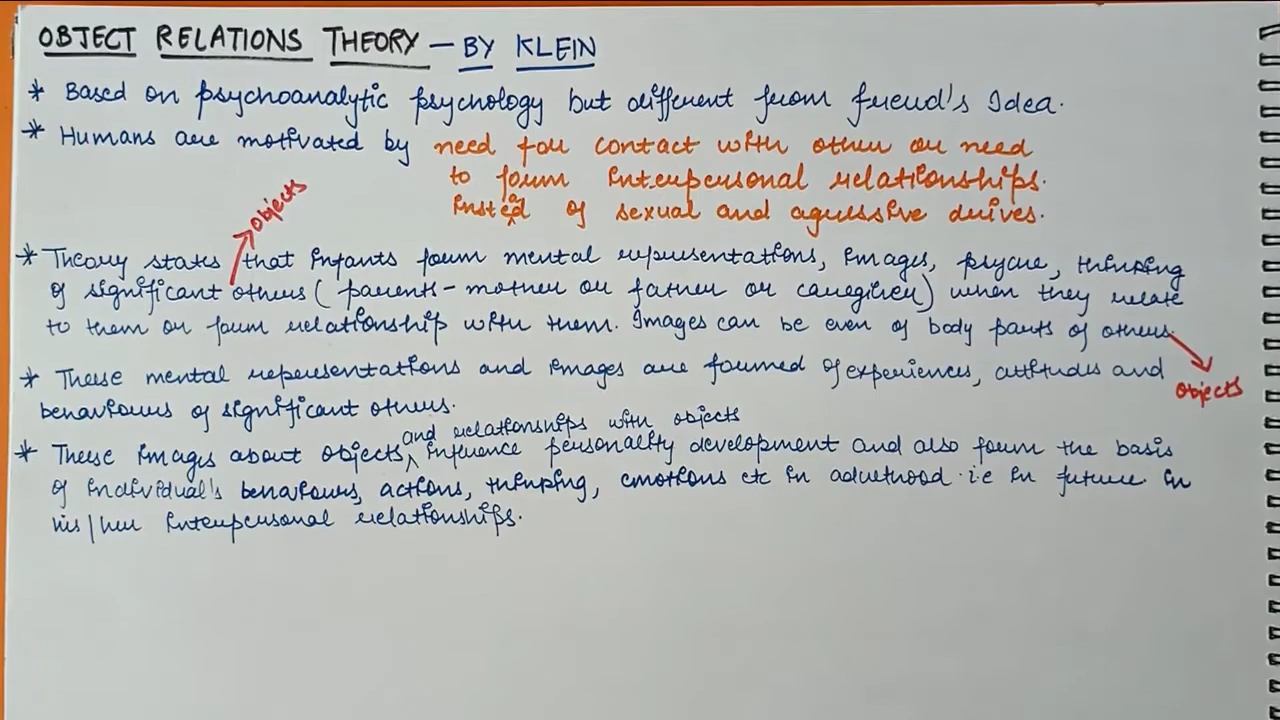 OBJECT RELATIONS THEORY - BY KLEIN
* Based on psychoanalytic psychology but different from freud's Idea.
* Humans are motivated by need for contact with other or need
to form interpersonal relationships.
Instead of sexual and agressive drives.
Objects
* Theory states that infants form mental representations, images, psyche, thinking
of significant others (parents - mother or father or caregiver) when they relate
to them or form relationship with them. Images can be even of body parts of others.
Objects
* These mental representations and images are formed of experiences, attitudes and
behaviours of significant others.
and relationships with objects
* These images about objects ^ influence personality development and also form the basis
of individual's behaviours, actions, thinking, emotions etc in adulthood i.e in future in
his/her interpersonal relationships.